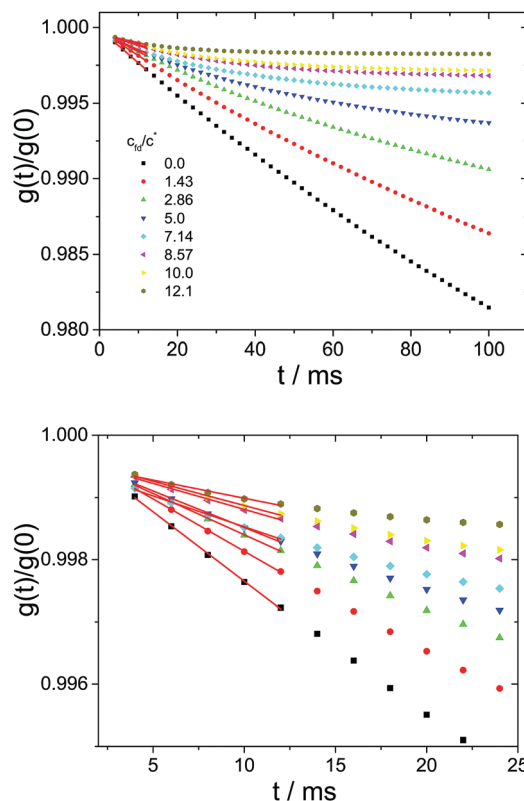 1.000
0.995
0.990
0.985
0.980
g(t)/g(0)
c_fd/c*
0.0
1.43
2.86
5.0
7.14
8.57
10.0
12.1
0 20 40 60 80 100
t / ms
1.000
0.998
0.996
g(t)/g(0)
5 10 15 20 25
t / ms